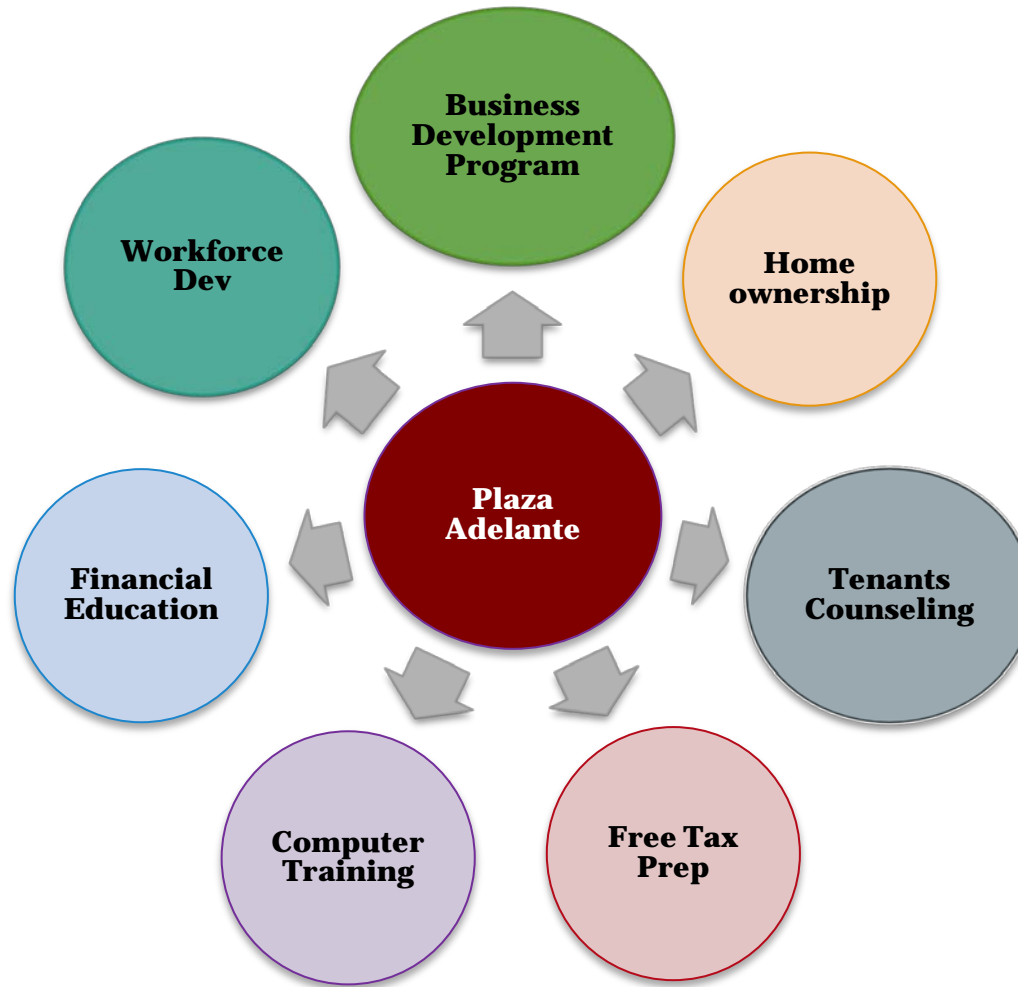 Business
Development
Program
Workforce
Dev
Home
ownership
Plaza
Adelante
Financial
Education
Tenants
Counseling
Computer
Training
Free Tax
Prep